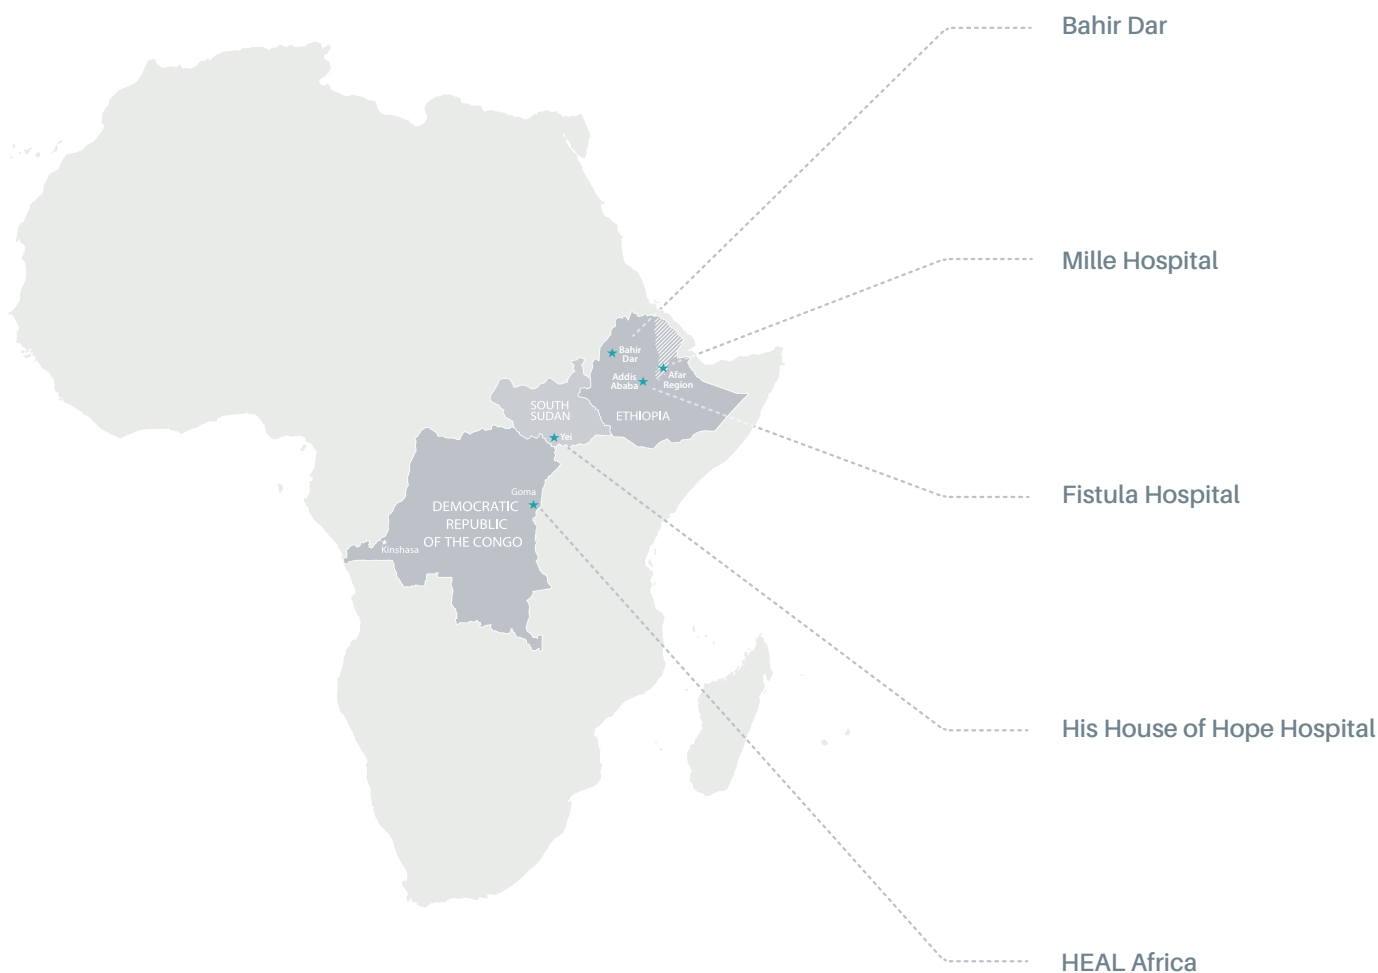 Bahir Dar
Mille Hospital
Bahir
Dar
Addis
Ababa
Afar
Region
SOUTH
SUDAN
ETHIOPIA
Yei
Fistula Hospital
Goma
DEMOCRATIC
REPUBLIC
OF THE CONGO
Kinshasa
His House of Hope Hospital
HEAL Africa